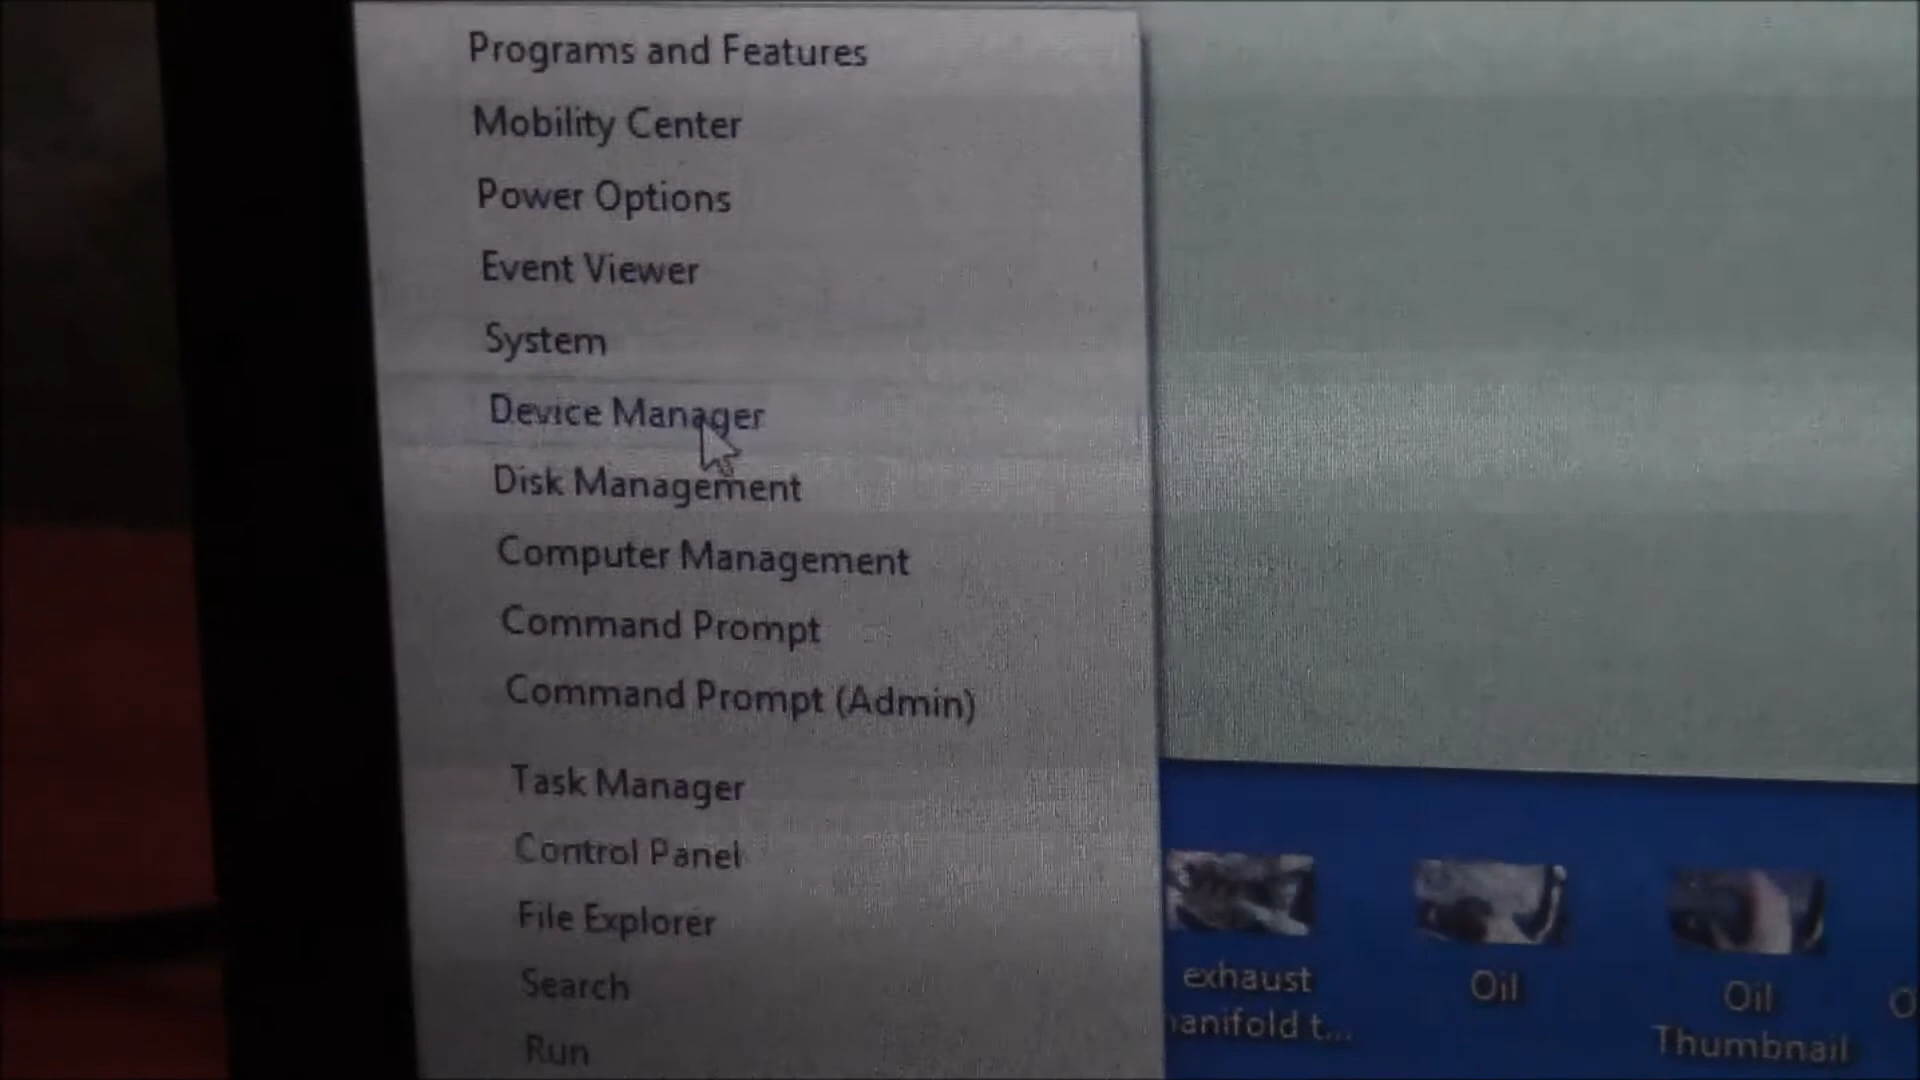 Programs and Features
Mobility Center
Power Options
Event Viewer
System
Device Manager
Disk Management
Computer Management
Command Prompt
Command Prompt (Admin)
Task Manager
Control Panel
File Explorer
Search
Run
exhaust
anifold t...
Oil
Oil
Thumbnail